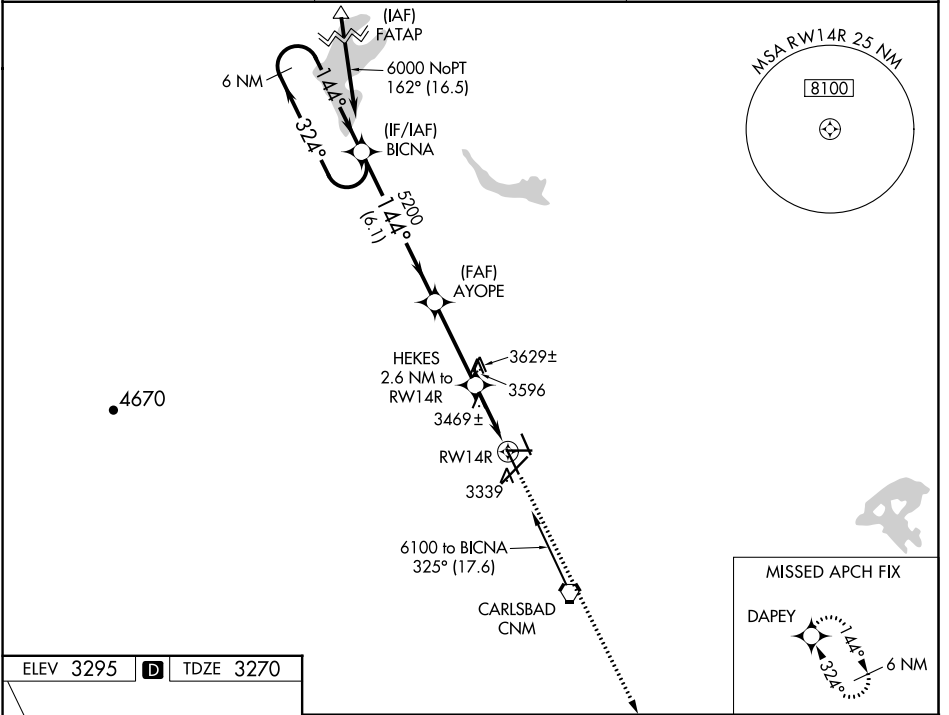 (IAF)
FATAP
6 NM
6000 NoPT
162° (16.5)
144°
324°
(IF/IAF)
BICNA
5200
144°
(6.1)
(FAF)
AYOPE
HEKES
2.6 NM to
RW14R
3629±
3596
3469±
4670
RW14R
3339
6100 to BICNA
325° (17.6)
CARLSBAD
CNM
MSA RW14R 25 NM
8100
MISSED APCH FIX
DAPEY
144°
324°
6 NM
ELEV 3295 D TDZE 3270